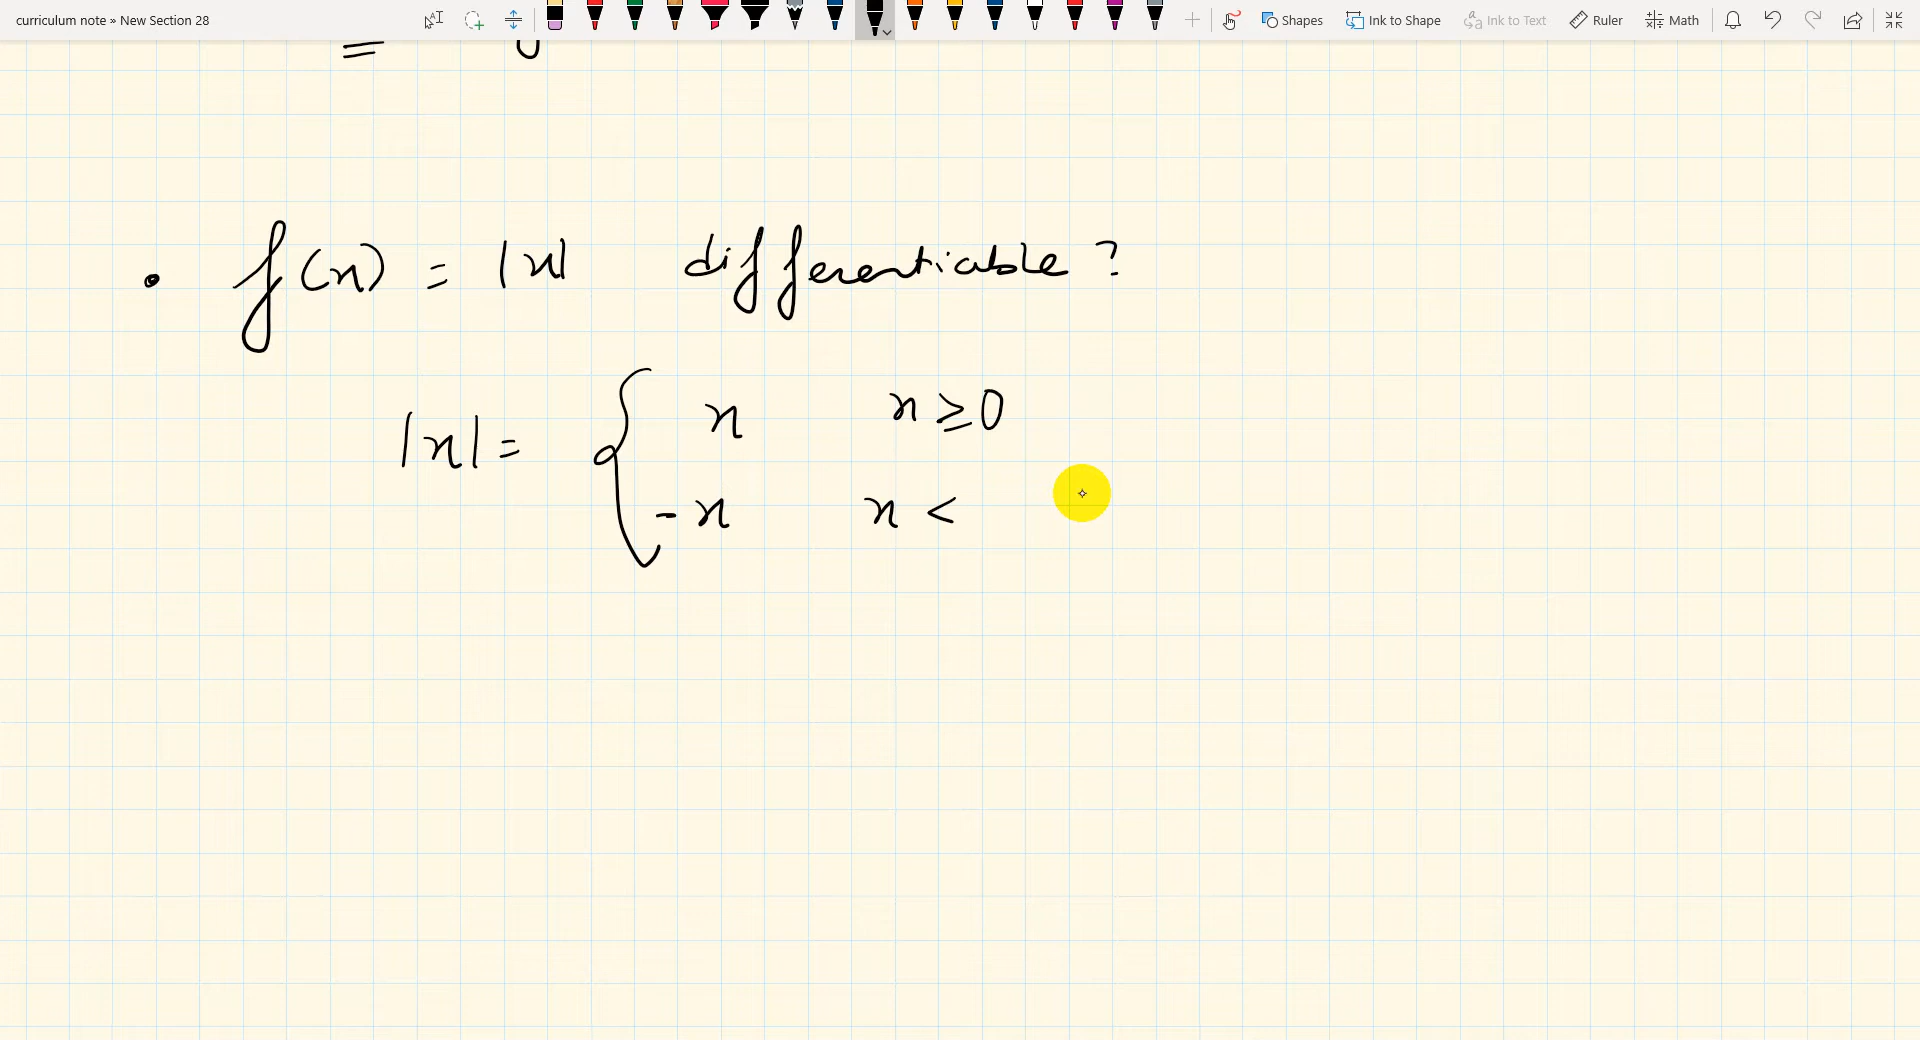 curriculum note » New Section 28 Shapes Ink to Shape Ink to Text Ruler Math
• f(x) = |x| differentiable ?
|x| = { x x ≥ 0
-x x <